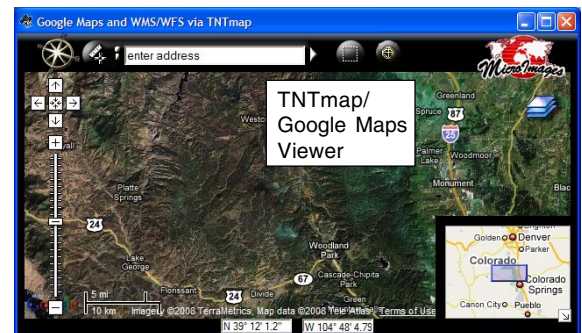 Google Maps and WMS/WFS via TNTmap
enter address
MicroImages
TNTmap/
Google Maps
Viewer
Greenland
Spruce 87
25
Palmer
Lake
Woodmoor
Monument
Platte
Springs
24
Lake
George
Woodland
Park
67
Cascade-Chipita
Park
Florissant
24
Divide
Green
Golden
Denver
Parker
Colorado
Colorado
Springs
Canon City
Pueblo
5 mi
10 km
Imagery ©2008 TerraMetrics, Map data ©2008 Tele Atlas - Terms of Use
N 39° 12' 1.2"
W 104° 48' 4.79